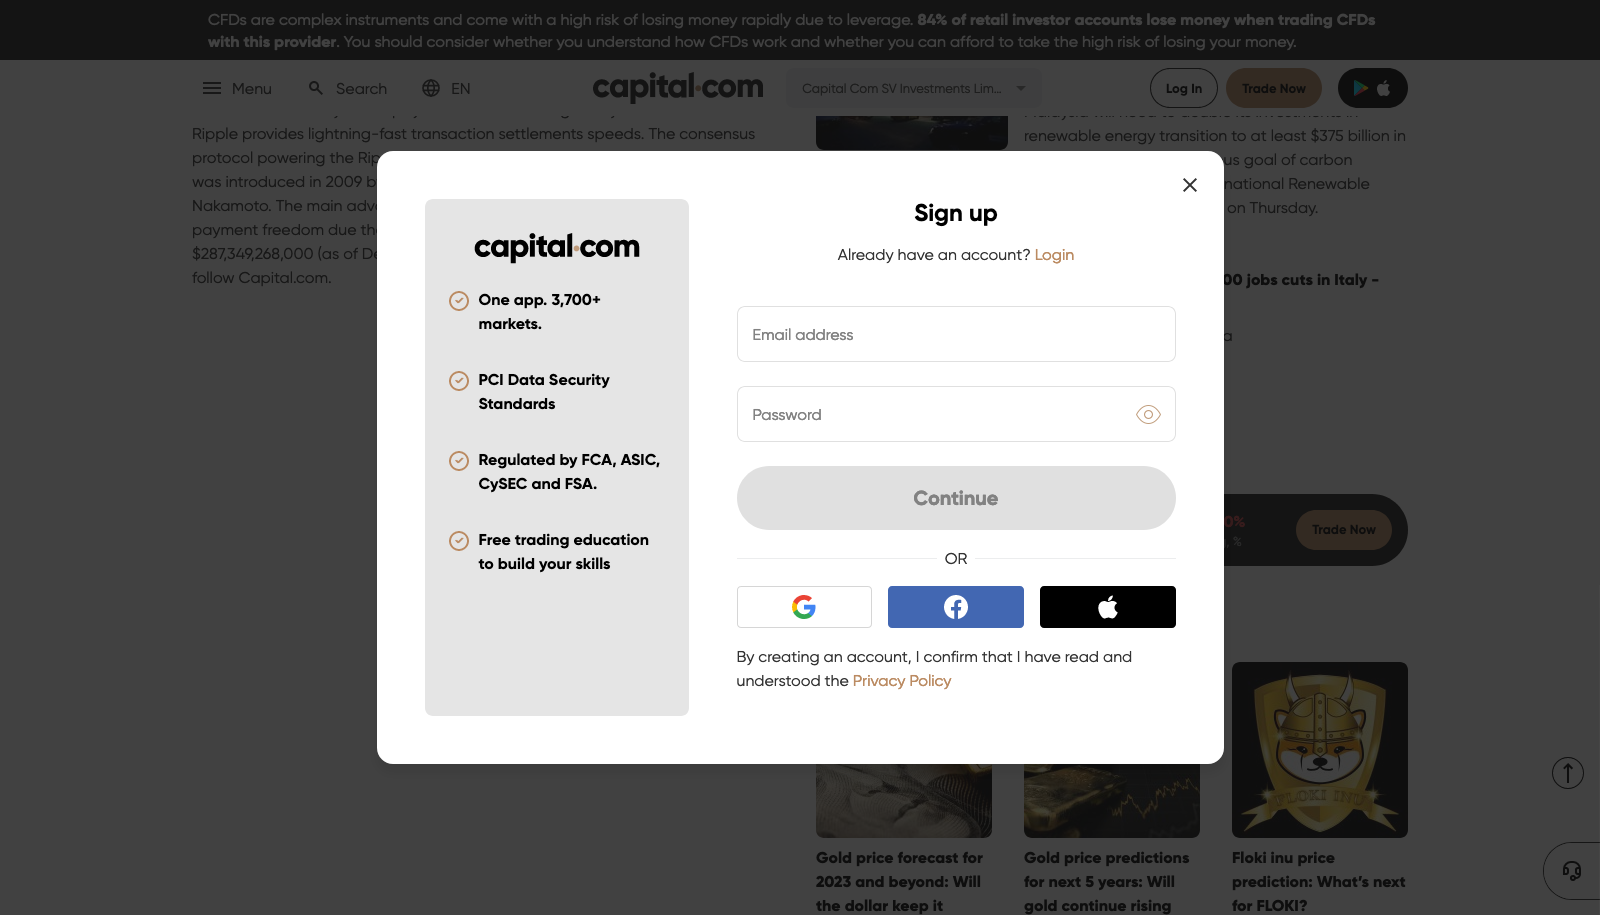 CFDs are complex instruments and come with a high risk of losing money rapidly due to leverage. 84% of retail investor accounts lose money when trading CFDs
with this provider. You should consider whether you understand how CFDs work and whether you can afford to take the high risk of losing your money.
Menu
Search
EN
capital.com
Capital Com SV Investments Lim...
Log In
Trade Now
Ripple provides lightning-fast transaction settlements speeds. The consensus
protocol powering the Rip
was introduced in 2009 b
Nakamoto. The main adv
payment freedom due the
$287,349,268,000 (as of De
follow Capital.com.
renewable energy transition to at least $375 billion in
us goal of carbon
national Renewable
on Thursday.
00 jobs cuts in Italy -
a
capital.com
One app. 3,700+
markets.
PCI Data Security
Standards
Regulated by FCA, ASIC,
CySEC and FSA.
Free trading education
to build your skills
Sign up
Already have an account? Login
Email address
Password
Continue
OR
By creating an account, I confirm that I have read and
understood the Privacy Policy
0%
%
Trade Now
FLOKI INU
Gold price forecast for
2023 and beyond: Will
the dollar keep it
Gold price predictions
for next 5 years: Will
gold continue rising
Floki inu price
prediction: What's next
for FLOKI?